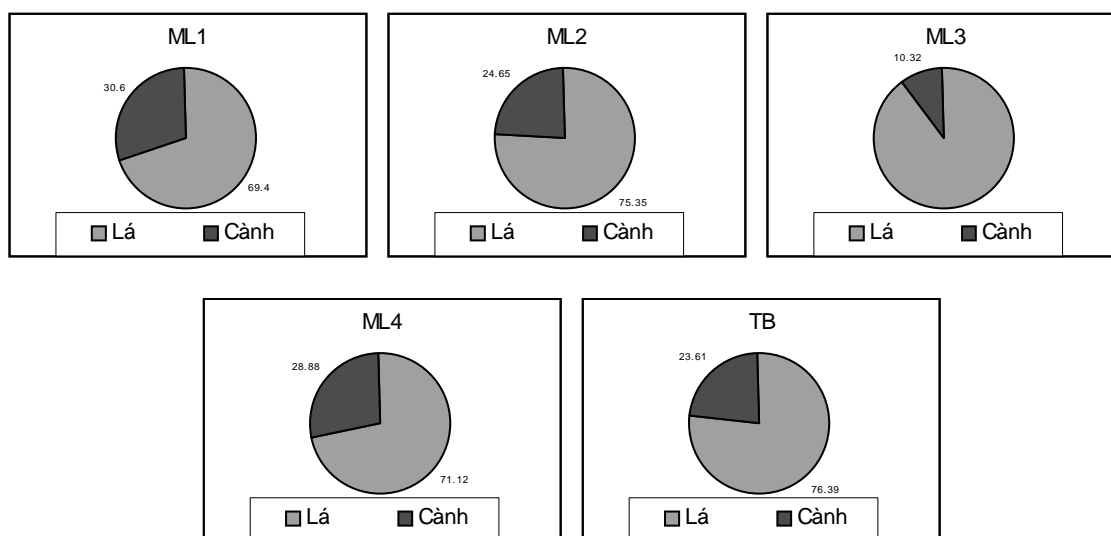 ML1
30.6
69.4
Lá Cành
ML2
24.65
75.35
Lá Cành
ML3
10.32
Lá Cành
ML4
28.88
71.12
Lá Cành
TB
23.61
76.39
Lá Cành